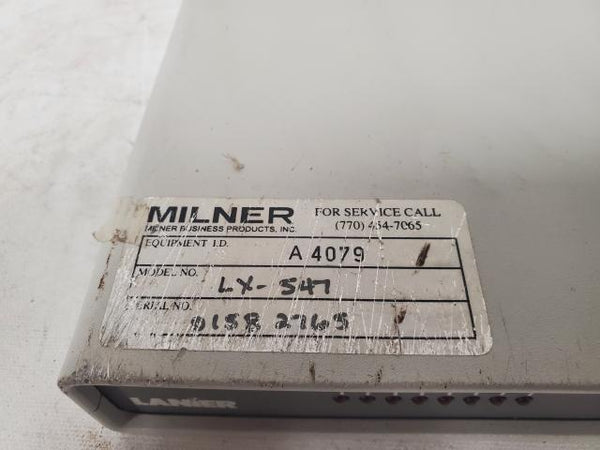 MILNER
FOR SERVICE CALL
MILNER BUSINESS PRODUCTS, INC.
(770) 454-7065
EQUIPMENT I.D.
A 4079
MODEL NO.
LX-547
SERIAL NO.
0158 2765
LANIER